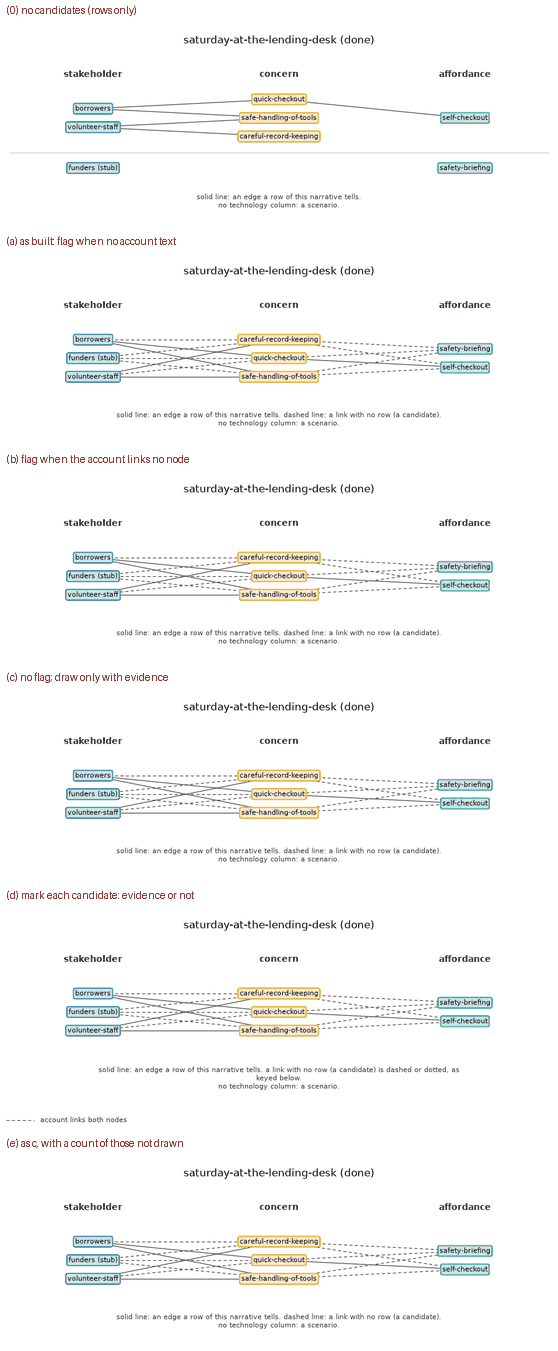 (0) no candidates (rows only)
saturday-at-the-lending-desk (done)
stakeholder concern affordance
quick-checkout
borrowers
safe-handling-of-tools self-checkout
volunteer-staff
careful-record-keeping
funders (stub) safety-briefing
solid line: an edge a row of this narrative tells.
no technology column: a scenario.
(a) as built: flag when no account text
saturday-at-the-lending-desk (done)
stakeholder concern affordance
borrowers careful-record-keeping
safety-briefing
funders (stub) quick-checkout
self-checkout
volunteer-staff safe-handling-of-tools
solid line: an edge a row of this narrative tells. dashed line: a link with no row (a candidate).
no technology column: a scenario.
(b) flag when the account links no node
saturday-at-the-lending-desk (done)
stakeholder concern affordance
borrowers careful-record-keeping
safety-briefing
funders (stub) quick-checkout
self-checkout
volunteer-staff safe-handling-of-tools
solid line: an edge a row of this narrative tells. dashed line: a link with no row (a candidate).
no technology column: a scenario.
(c) no flag; draw only with evidence
saturday-at-the-lending-desk (done)
stakeholder concern affordance
borrowers careful-record-keeping
safety-briefing
funders (stub) quick-checkout
self-checkout
volunteer-staff safe-handling-of-tools
solid line: an edge a row of this narrative tells. dashed line: a link with no row (a candidate).
no technology column: a scenario.
(d) mark each candidate: evidence or not
saturday-at-the-lending-desk (done)
stakeholder concern affordance
borrowers careful-record-keeping
safety-briefing
funders (stub) quick-checkout
self-checkout
volunteer-staff safe-handling-of-tools
solid line: an edge a row of this narrative tells. a link with no row (a candidate) is dashed or dotted, as
keyed below.
no technology column: a scenario.
account links both nodes
(e) as c, with a count of those not drawn
saturday-at-the-lending-desk (done)
stakeholder concern affordance
borrowers careful-record-keeping
safety-briefing
funders (stub) quick-checkout
self-checkout
volunteer-staff safe-handling-of-tools
solid line: an edge a row of this narrative tells. dashed line: a link with no row (a candidate).
no technology column: a scenario.